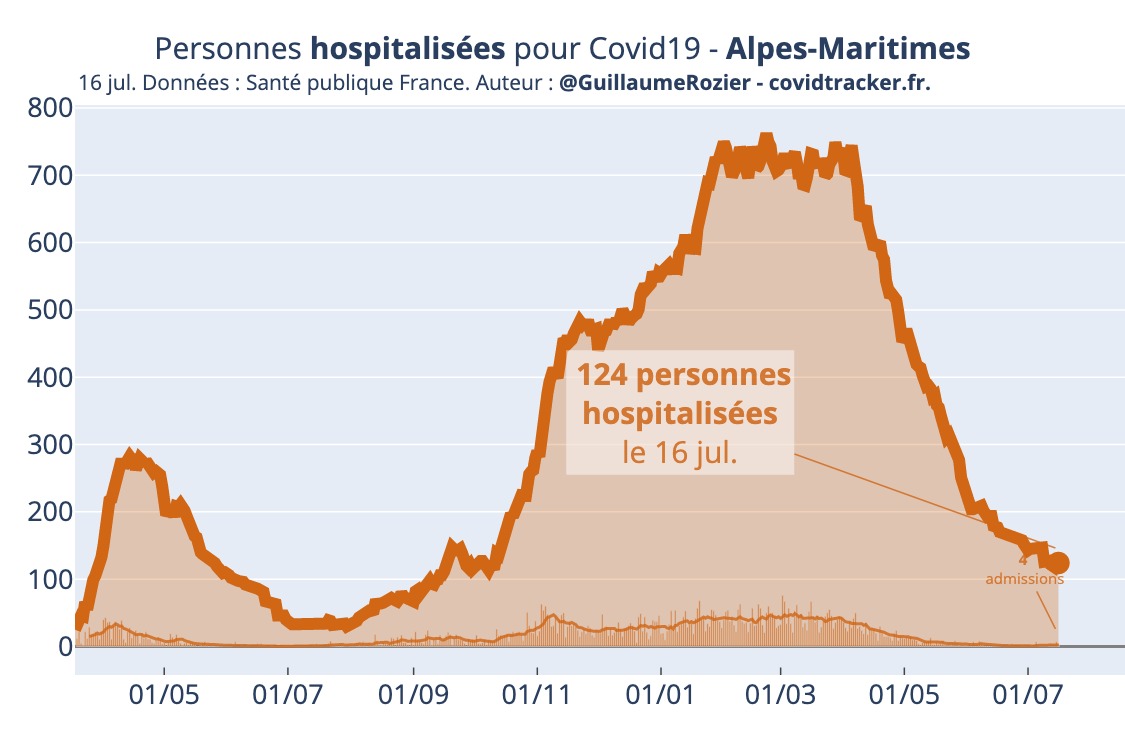 Personnes hospitalisées pour Covid19 - Alpes-Maritimes
16 jul. Données : Santé publique France. Auteur : @GuillaumeRozier - covidtracker.fr.
800
700
600
500
400
300
200
100
0
124 personnes
hospitalisées
le 16 jul.
4
admissions
01/05 01/07 01/09 01/11 01/01 01/03 01/05 01/07